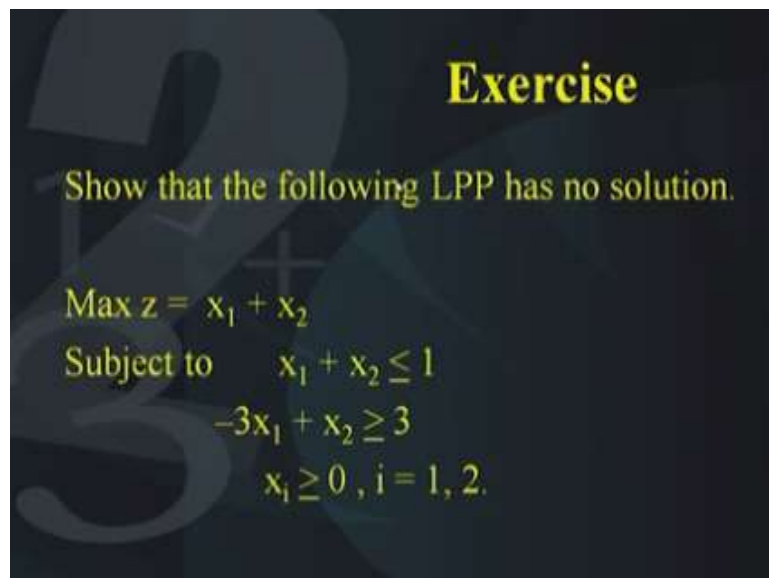 Exercise
Show that the following LPP has no solution.
Max z = x₁ + x₂
Subject to x₁ + x₂ ≤ 1
–3x₁ + x₂ ≥ 3
xᵢ ≥ 0 , i = 1, 2.